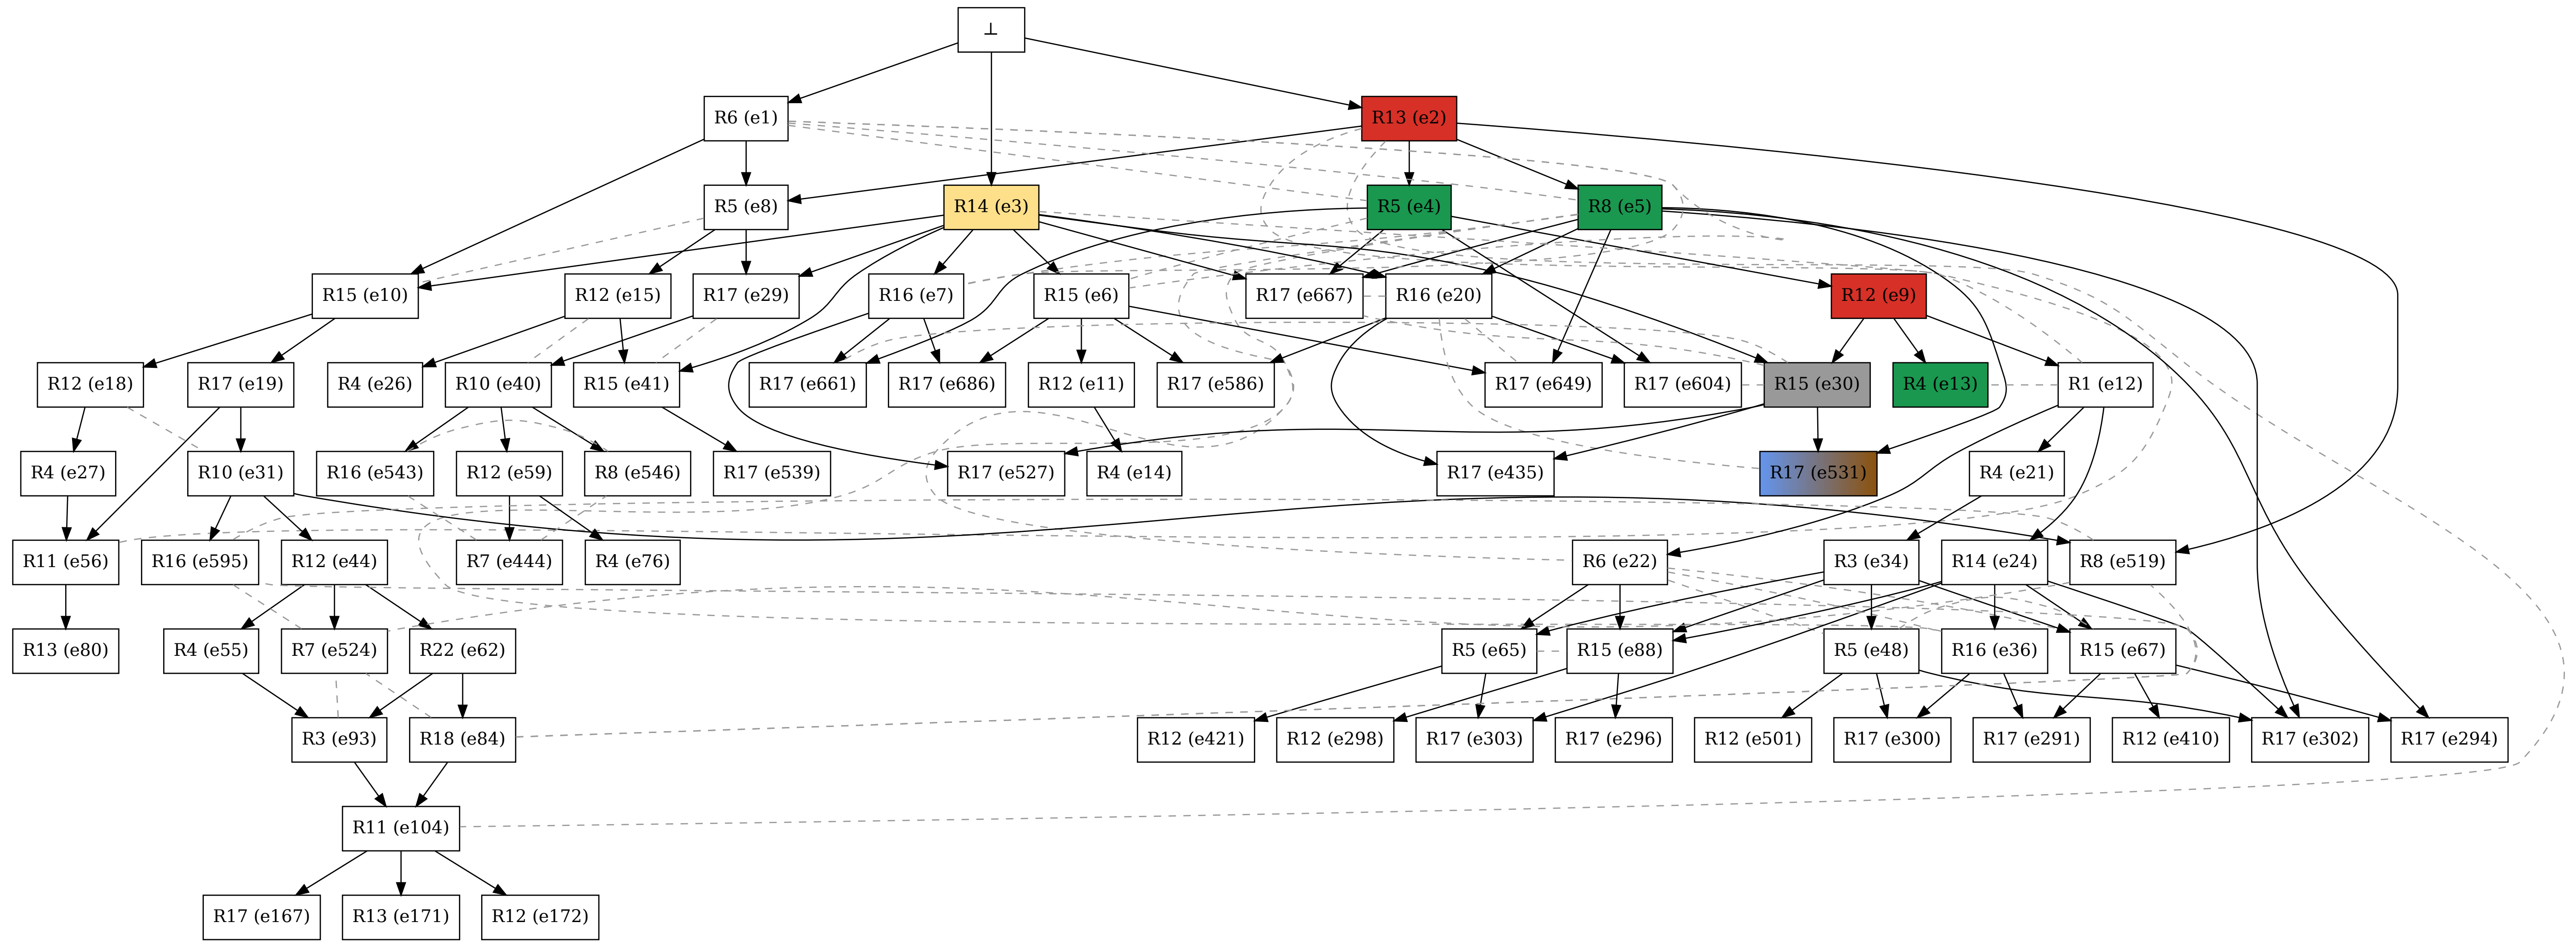 ⊥
R6 (e1)
R13 (e2)
R5 (e8)
R14 (e3)
R5 (e4)
R8 (e5)
R15 (e10)
R12 (e15)
R17 (e29)
R16 (e7)
R15 (e6)
R17 (e667)
R16 (e20)
R12 (e9)
R12 (e18)
R17 (e19)
R4 (e26)
R10 (e40)
R15 (e41)
R17 (e661)
R17 (e686)
R12 (e11)
R17 (e586)
R17 (e649)
R17 (e604)
R15 (e30)
R4 (e13)
R1 (e12)
R4 (e27)
R10 (e31)
R16 (e543)
R12 (e59)
R8 (e546)
R17 (e539)
R17 (e527)
R4 (e14)
R17 (e435)
R17 (e531)
R4 (e21)
R11 (e56)
R16 (e595)
R12 (e44)
R7 (e444)
R4 (e76)
R6 (e22)
R3 (e34)
R14 (e24)
R8 (e519)
R13 (e80)
R4 (e55)
R7 (e524)
R22 (e62)
R5 (e65)
R15 (e88)
R5 (e48)
R16 (e36)
R15 (e67)
R3 (e93)
R18 (e84)
R12 (e421)
R12 (e298)
R17 (e303)
R17 (e296)
R12 (e501)
R17 (e300)
R17 (e291)
R12 (e410)
R17 (e302)
R17 (e294)
R11 (e104)
R17 (e167)
R13 (e171)
R12 (e172)